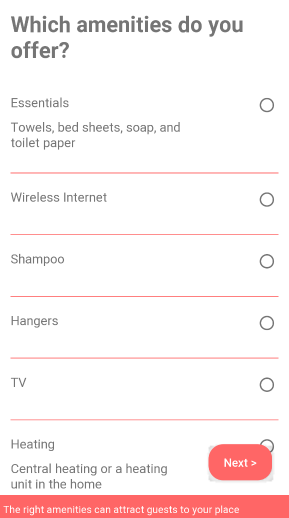 Which amenities do you
offer?
Essentials
Towels, bed sheets, soap, and
toilet paper
Wireless Internet
Shampoo
Hangers
TV
Heating
Central heating or a heating
unit in the home
Next >
The right amenities can attract guests to your place